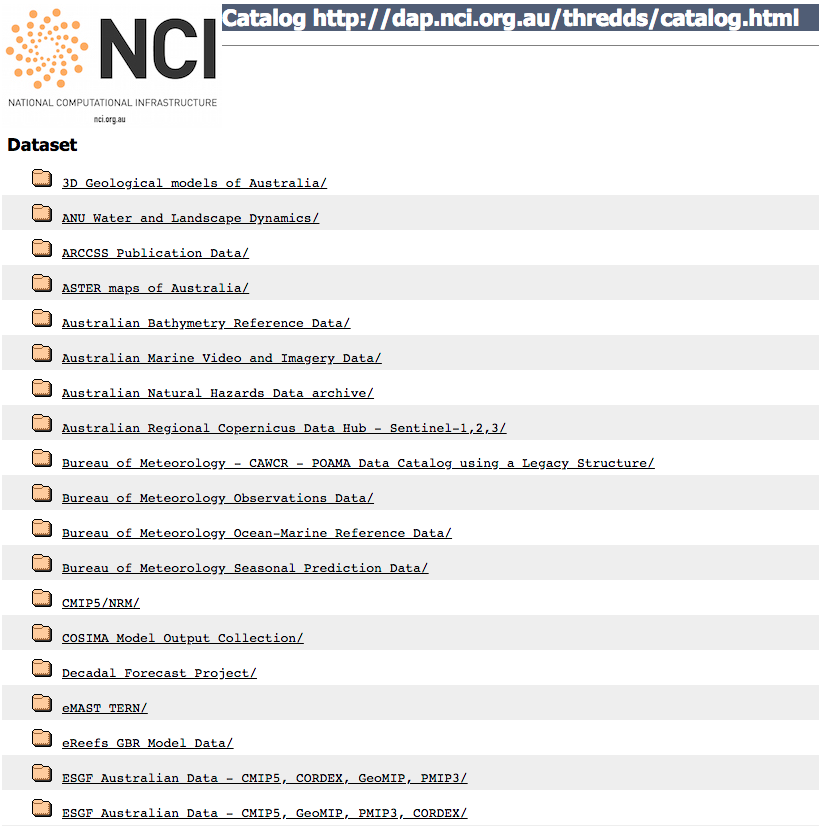 NCI
NATIONAL COMPUTATIONAL INFRASTRUCTURE
nci.org.au
Catalog http://dap.nci.org.au/thredds/catalog.html
Dataset
3D Geological models of Australia/
ANU Water and Landscape Dynamics/
ARCCSS Publication Data/
ASTER maps of Australia/
Australian Bathymetry Reference Data/
Australian Marine Video and Imagery Data/
Australian Natural Hazards Data archive/
Australian Regional Copernicus Data Hub - Sentinel-1,2,3/
Bureau of Meteorology - CAWCR - POAMA Data Catalog using a Legacy Structure/
Bureau of Meteorology Observations Data/
Bureau of Meteorology Ocean-Marine Reference Data/
Bureau of Meteorology Seasonal Prediction Data/
CMIP5/NRM/
COSIMA Model Output Collection/
Decadal Forecast Project/
eMAST TERN/
eReefs GBR Model Data/
ESGF Australian Data - CMIP5, CORDEX, GeoMIP, PMIP3/
ESGF Australian Data - CMIP5, GeoMIP, PMIP3, CORDEX/